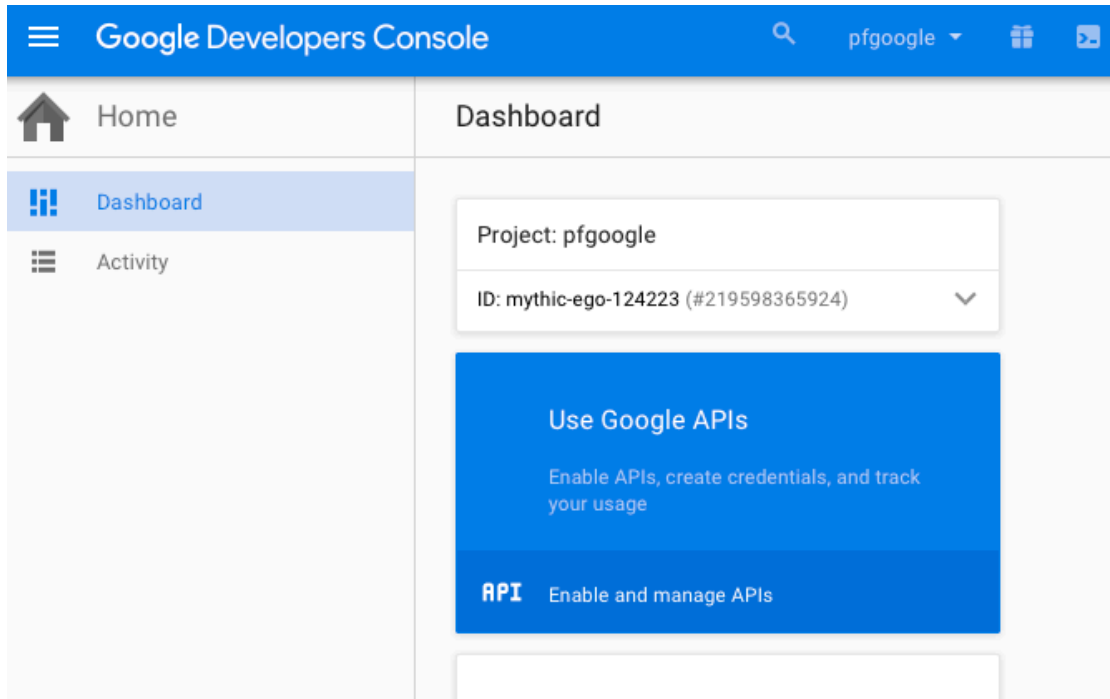 Google Developers Console
pfgoogle
Home
Dashboard
Dashboard
Activity
Project: pfgoogle
ID: mythic-ego-124223 (#219598365924)
Use Google APIs
Enable APIs, create credentials, and track
your usage
API Enable and manage APIs